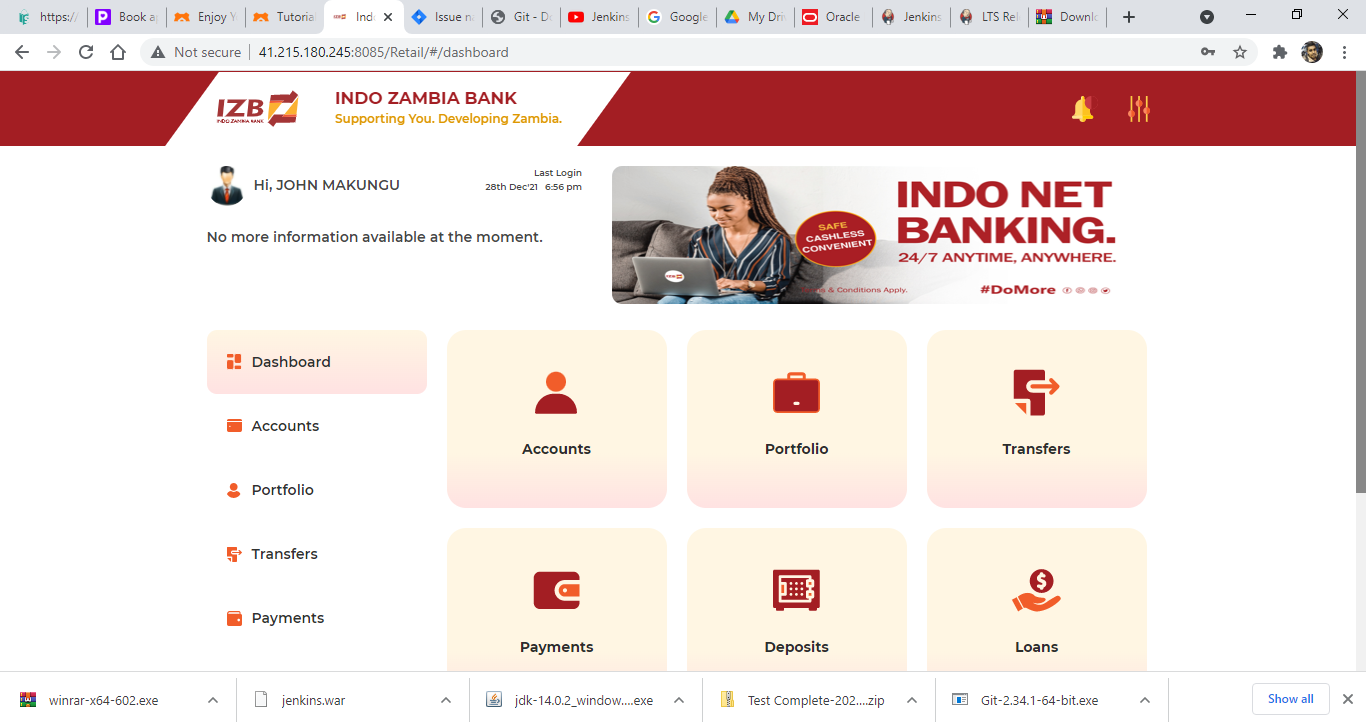 https:/
Book a
Enjoy Y
Tutoria
Ind
Issue n
Git - D
Jenkins
Google
My Dri
Oracle
Jenkins
LTS Rel
Downlo
Not secure
41.215.180.245:8085/Retail/#/dashboard
IZB
INDO ZAMBIA BANK
INDO ZAMBIA BANK
Supporting You. Developing Zambia.
Hi, JOHN MAKUNGU
Last Login
28th Dec'21 6:56 pm
No more information available at the moment.
SAFE
CASHLESS
CONVENIENT
INDO NET
BANKING.
24/7 ANYTIME, ANYWHERE.
& Conditions Apply.
#DoMore
Dashboard
Accounts
Portfolio
Transfers
Payments
Accounts
Portfolio
Transfers
Payments
Deposits
Loans
winrar-x64-602.exe
jenkins.war
jdk-14.0.2_window....exe
Test Complete-202....zip
Git-2.34.1-64-bit.exe
Show all